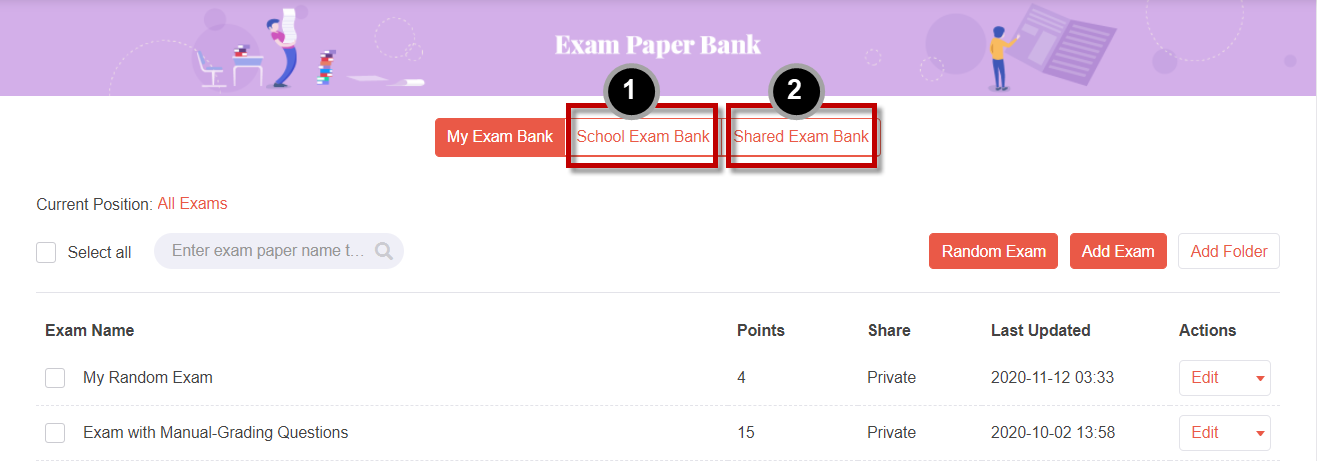 Exam Paper Bank
1 2
My Exam Bank School Exam Bank Shared Exam Bank
Current Position: All Exams
Select all Enter exam paper name t... Random Exam Add Exam Add Folder
Exam Name Points Share Last Updated Actions
My Random Exam 4 Private 2020-11-12 03:33 Edit
Exam with Manual-Grading Questions 15 Private 2020-10-02 13:58 Edit